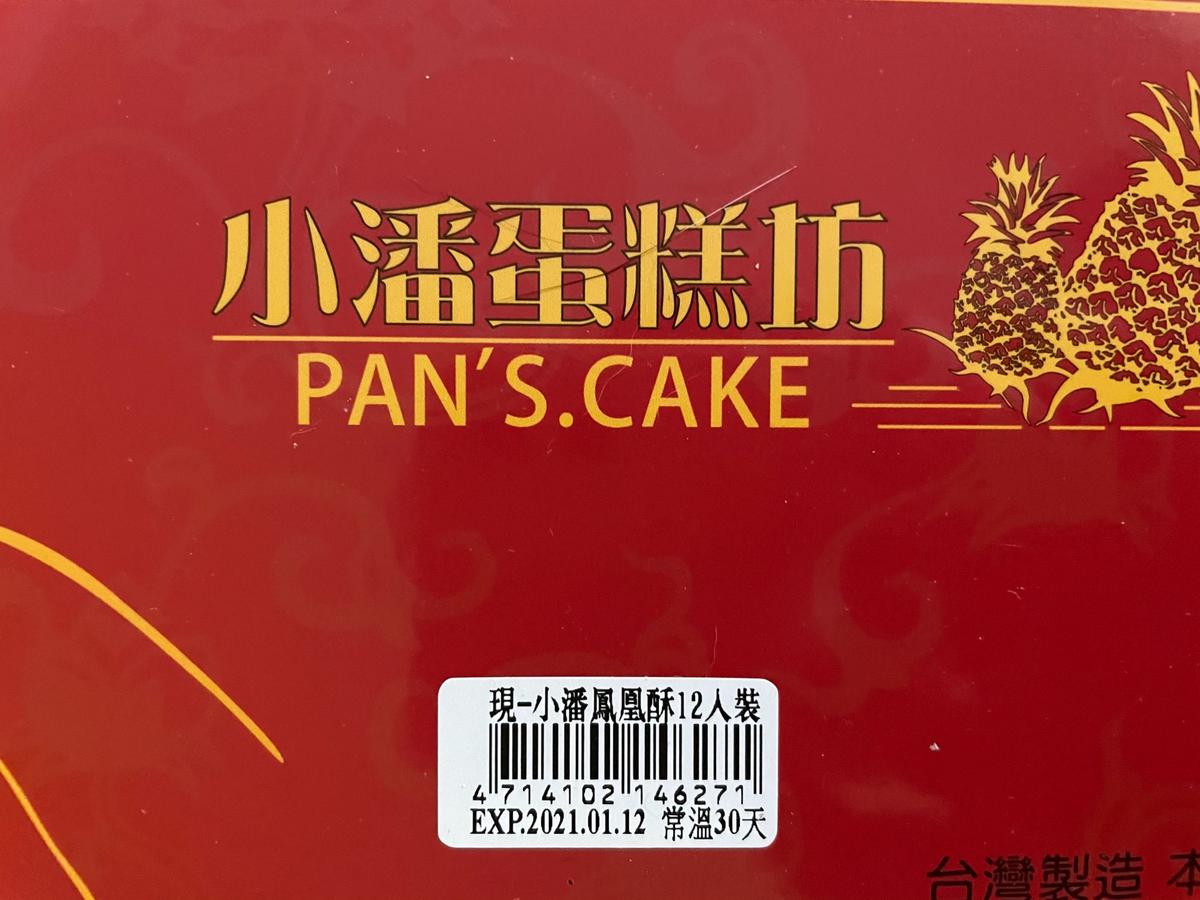 小潘蛋糕坊
PAN'S.CAKE
現-小潘鳳凰酥12入裝
4 714102 146271
EXP.2021.01.12 常溫30天
台灣製造 本